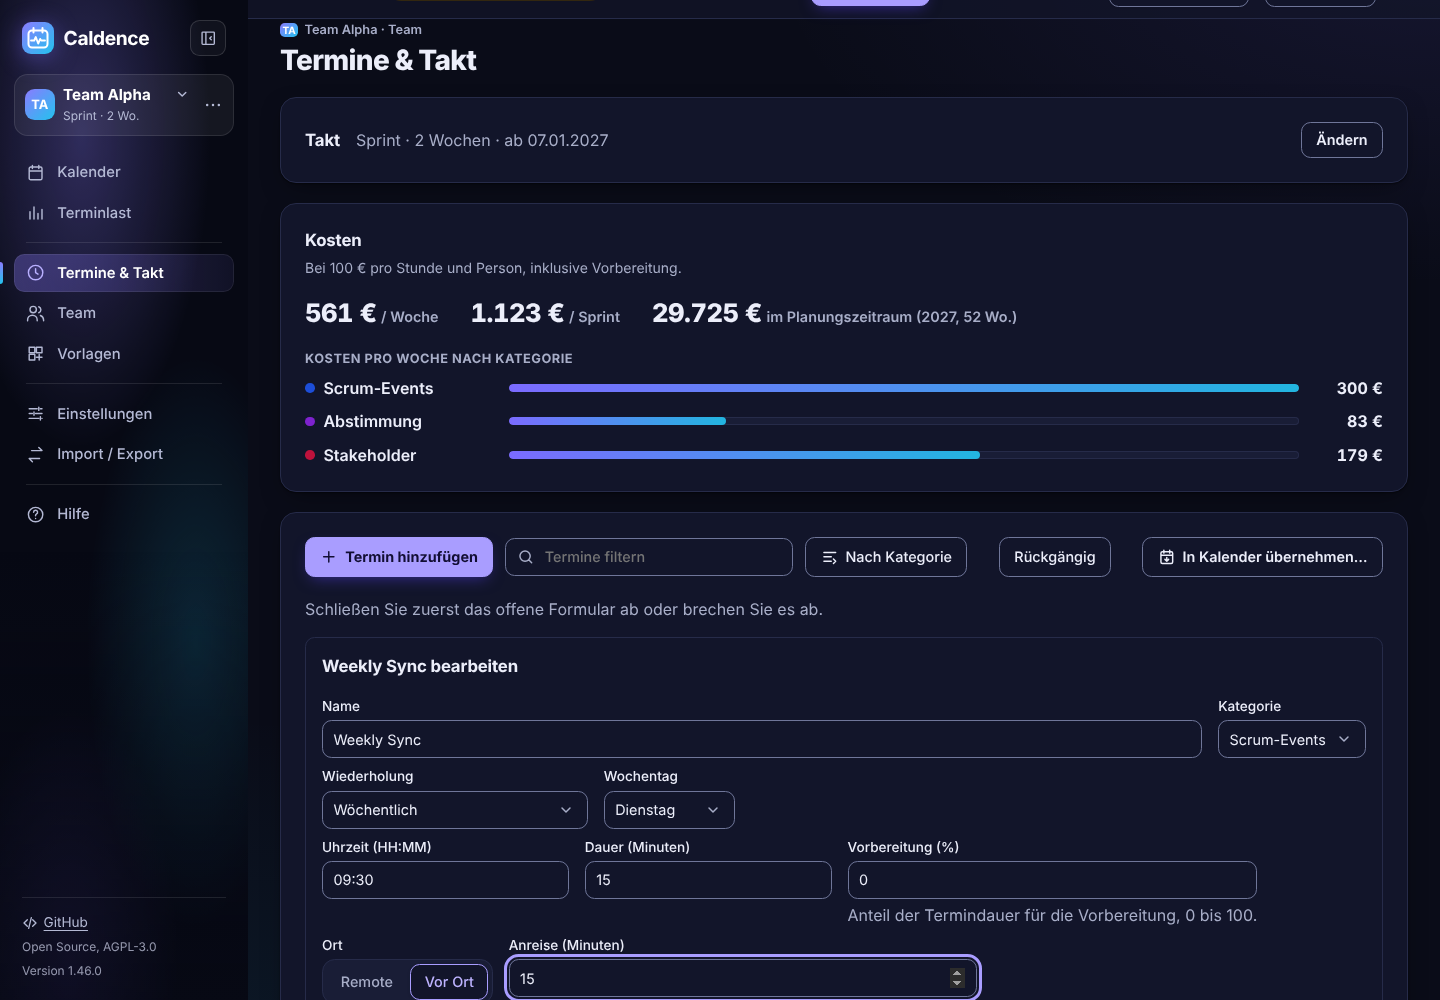 Caldence
TA Team Alpha
Sprint · 2 Wo.
Kalender
Terminlast
Termine & Takt
Team
Vorlagen
Einstellungen
Import / Export
Hilfe
GitHub
Open Source, AGPL-3.0
Version 1.46.0
TA Team Alpha · Team
Termine & Takt
Takt Sprint · 2 Wochen · ab 07.01.2027 Ändern
Kosten
Bei 100 € pro Stunde und Person, inklusive Vorbereitung.
561 € / Woche 1.123 € / Sprint 29.725 € im Planungszeitraum (2027, 52 Wo.)
KOSTEN PRO WOCHE NACH KATEGORIE
Scrum-Events 300 €
Abstimmung 83 €
Stakeholder 179 €
Termin hinzufügen Termine filtern Nach Kategorie Rückgängig In Kalender übernehmen...
Schließen Sie zuerst das offene Formular ab oder brechen Sie es ab.
Weekly Sync bearbeiten
Name Kategorie
Weekly Sync Scrum-Events
Wiederholung Wochentag
Wöchentlich Dienstag
Uhrzeit (HH:MM) Dauer (Minuten) Vorbereitung (%)
09:30 15 0
Anteil der Termindauer für die Vorbereitung, 0 bis 100.
Ort Anreise (Minuten)
Remote Vor Ort 15